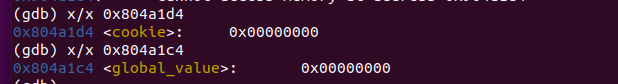 (gdb) x/x 0x804a1d4
0x804a1d4 <cookie>:     0x00000000
(gdb) x/x 0x804a1c4
0x804a1c4 <global_value>:       0x00000000